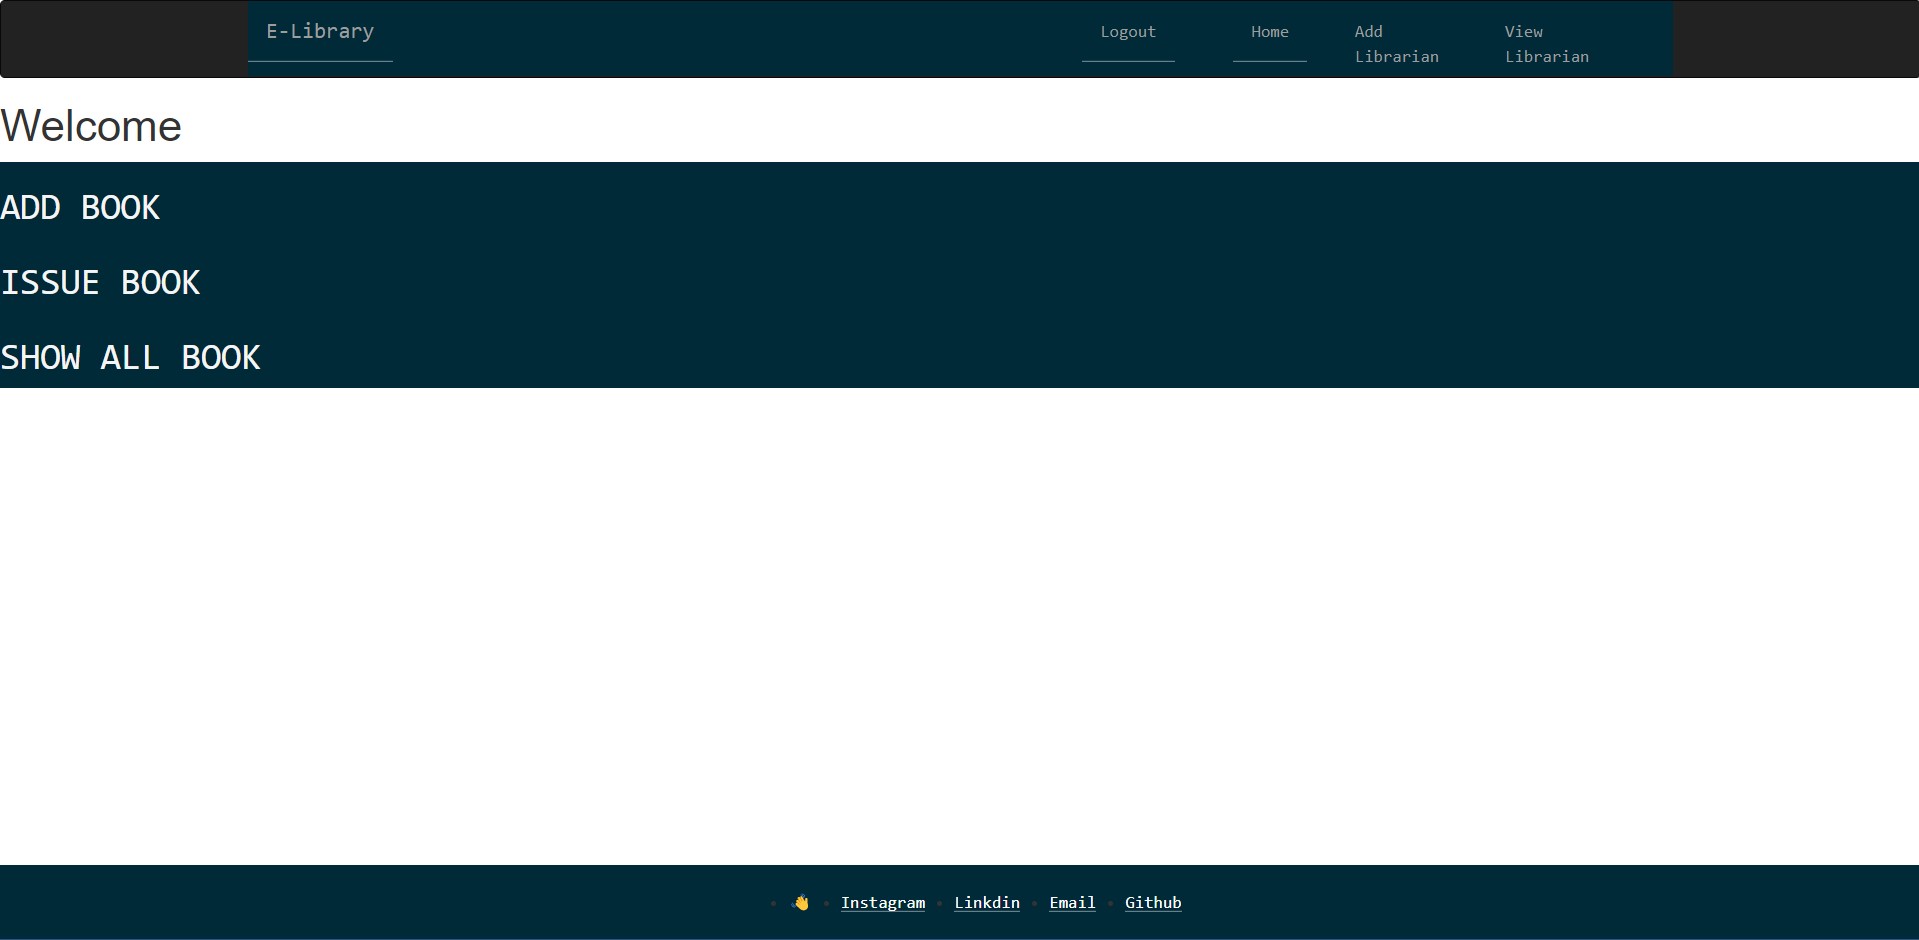 E-Library
Logout
Home
Add
Librarian
View
Librarian
Welcome
ADD BOOK
ISSUE BOOK
SHOW ALL BOOK
👋 Instagram Linkdin Email Github